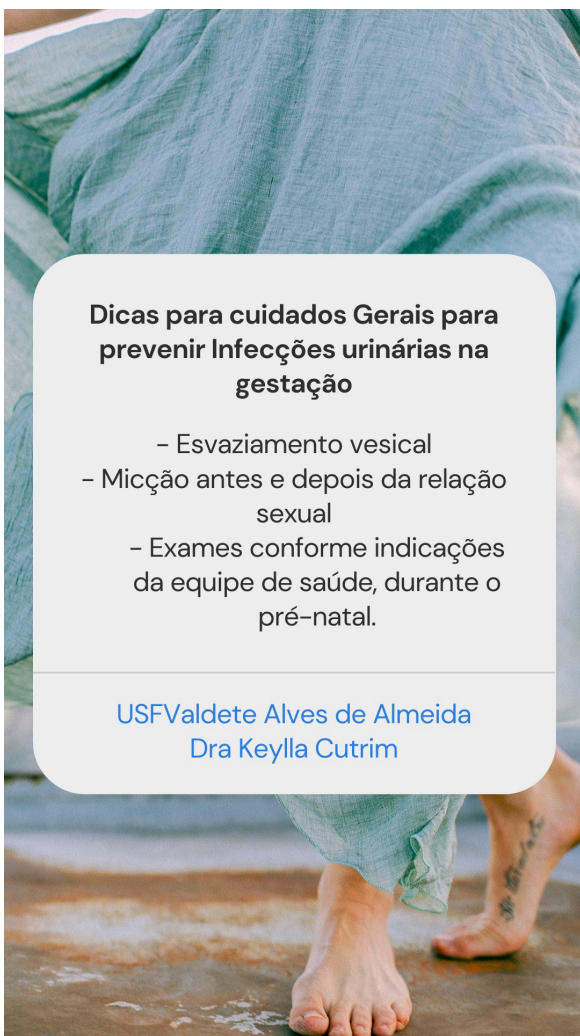 Dicas para cuidados Gerais para
prevenir Infecções urinárias na
gestação
- Esvaziamento vesical
- Micção antes e depois da relação
sexual
- Exames conforme indicações
da equipe de saúde, durante o
pré-natal.
USFValdete Alves de Almeida
Dra Keylla Cutrim